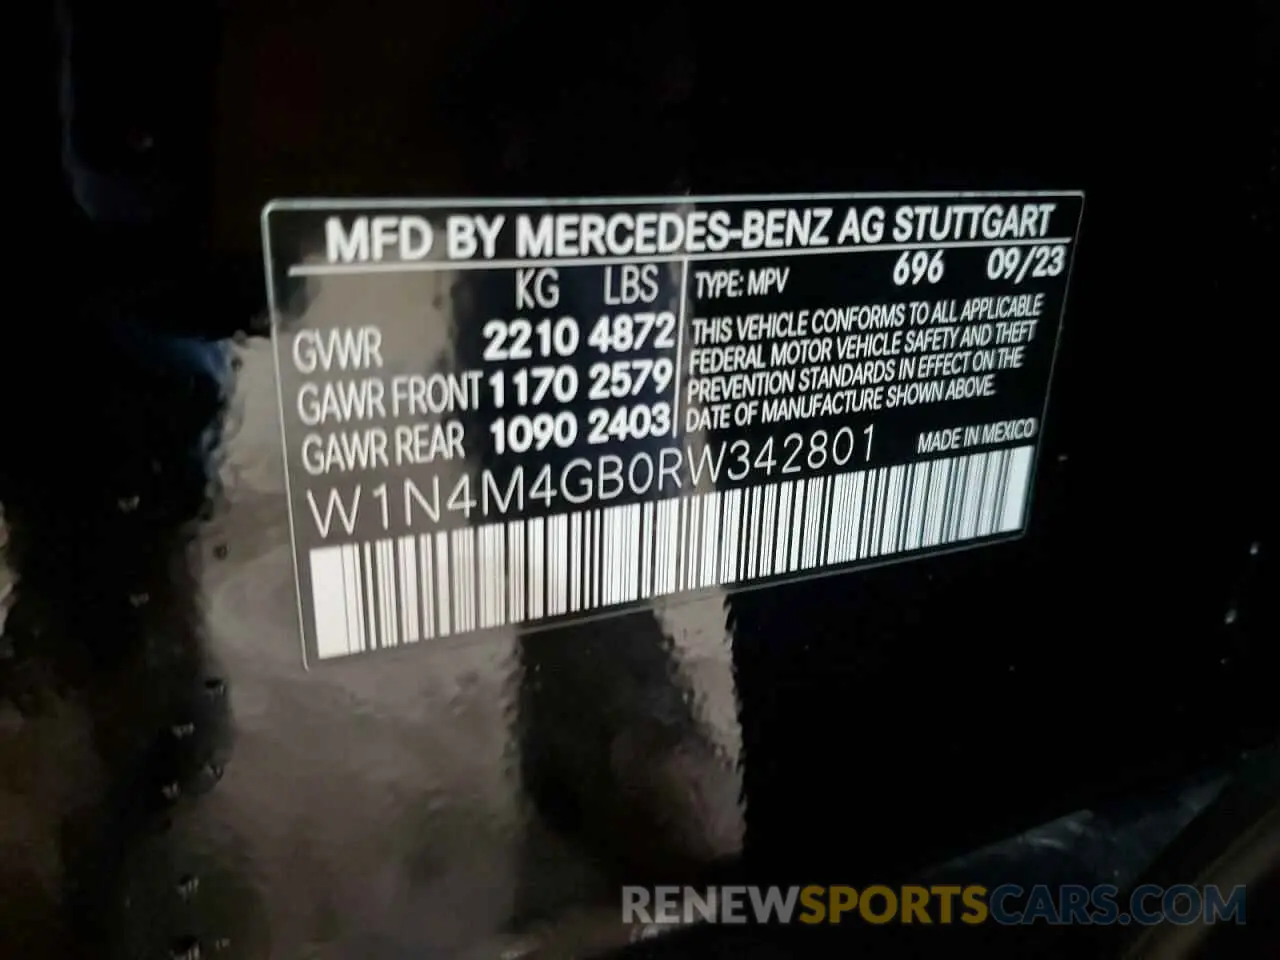 MFD BY MERCEDES-BENZ AG STUTTGART
KG LBS
GVWR 2210 4872
GAWR FRONT 1170 2579
GAWR REAR 1090 2403
TYPE: MPV 696 09/23
THIS VEHICLE CONFORMS TO ALL APPLICABLE
FEDERAL MOTOR VEHICLE SAFETY AND THEFT
PREVENTION STANDARDS IN EFFECT ON THE
DATE OF MANUFACTURE SHOWN ABOVE.
W1N4M4GB0RW342801 MADE IN MEXICO
RENEWSPORTSCARS.COM